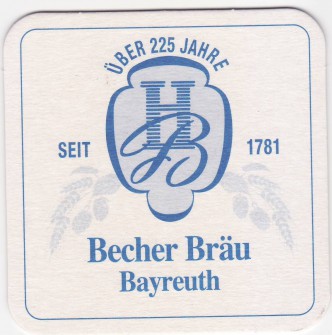 ÜBER 225 JAHRE
HB
SEIT 1781
Becher Bräu
Bayreuth